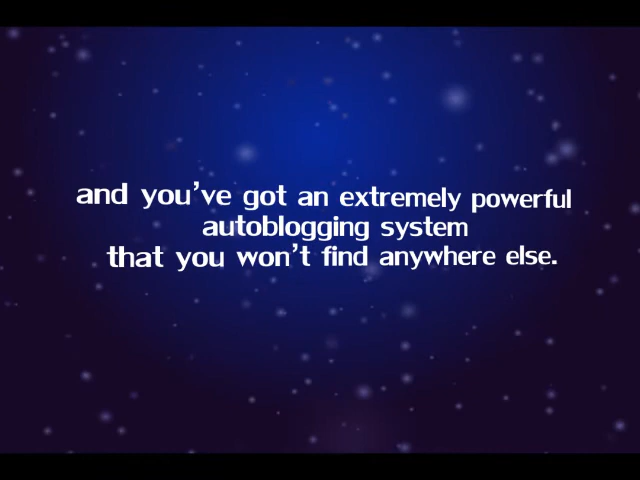 and you've got an extremely powerful
autoblogging system
that you won't find anywhere else.